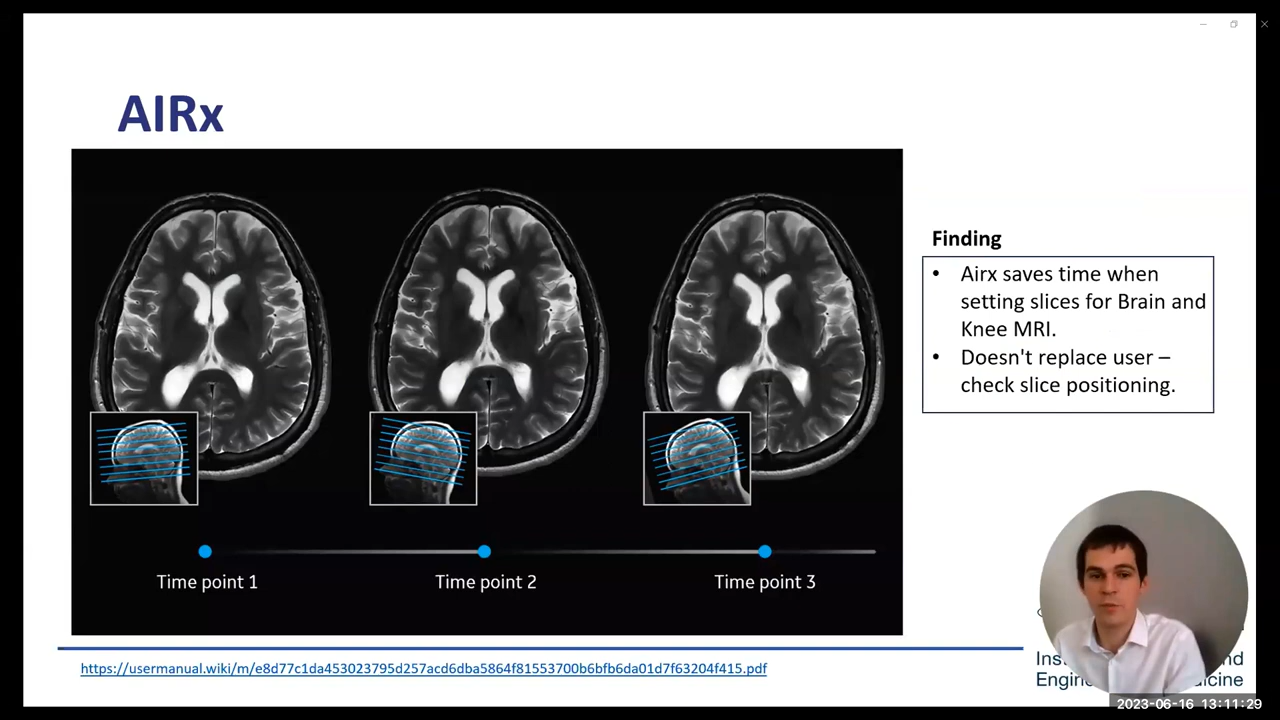 AIRx
Finding
• Airx saves time when
setting slices for Brain and
Knee MRI.
• Doesn't replace user –
check slice positioning.
Time point 1
Time point 2
Time point 3
https://usermanual.wiki/m/e8d77c1da453023795d257acd6dba5864f81553700b6bfb6da01d7f63204f415.pdf
2023-06-16 13:11:29